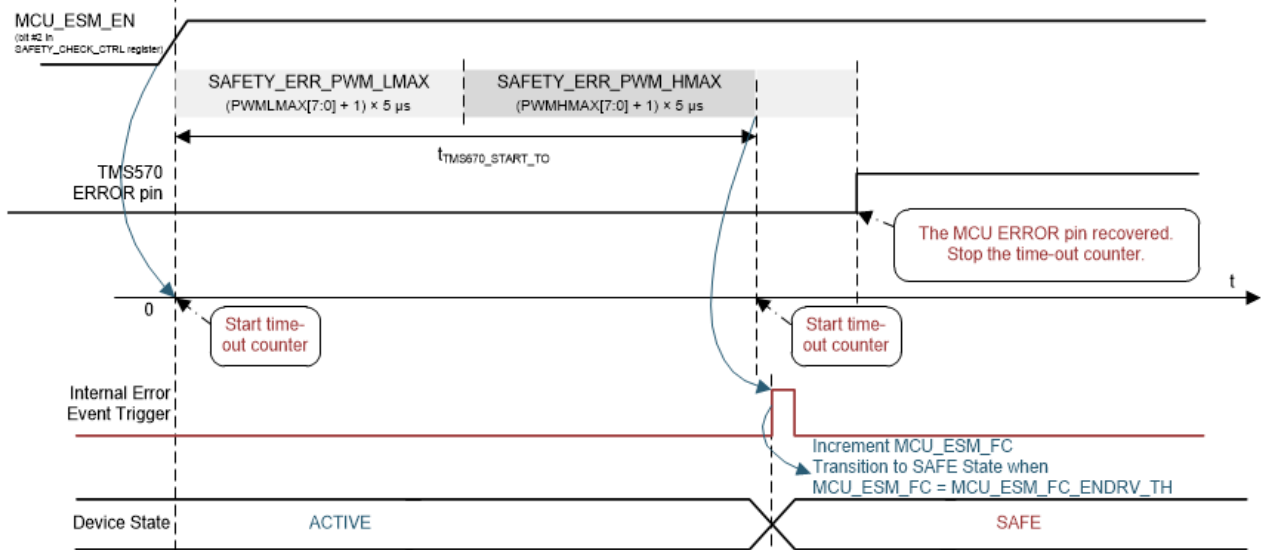 MCU_ESM_EN
(bit #2 in
SAFETY_CHECK_CTRL register)
SAFETY_ERR_PWM_LMAX
(PWMLMAX[7:0] + 1) × 5 µs
SAFETY_ERR_PWM_HMAX
(PWMHMAX[7:0] + 1) × 5 µs
tTMS570_START_TO
TMS570
ERROR pin
The MCU ERROR pin recovered.
Stop the time-out counter.
t
0
Start time-
out counter
Start time-
out counter
Internal Error
Event Trigger
Increment MCU_ESM_FC
Transition to SAFE State when
MCU_ESM_FC = MCU_ESM_FC_ENDRV_TH
Device State
ACTIVE
SAFE